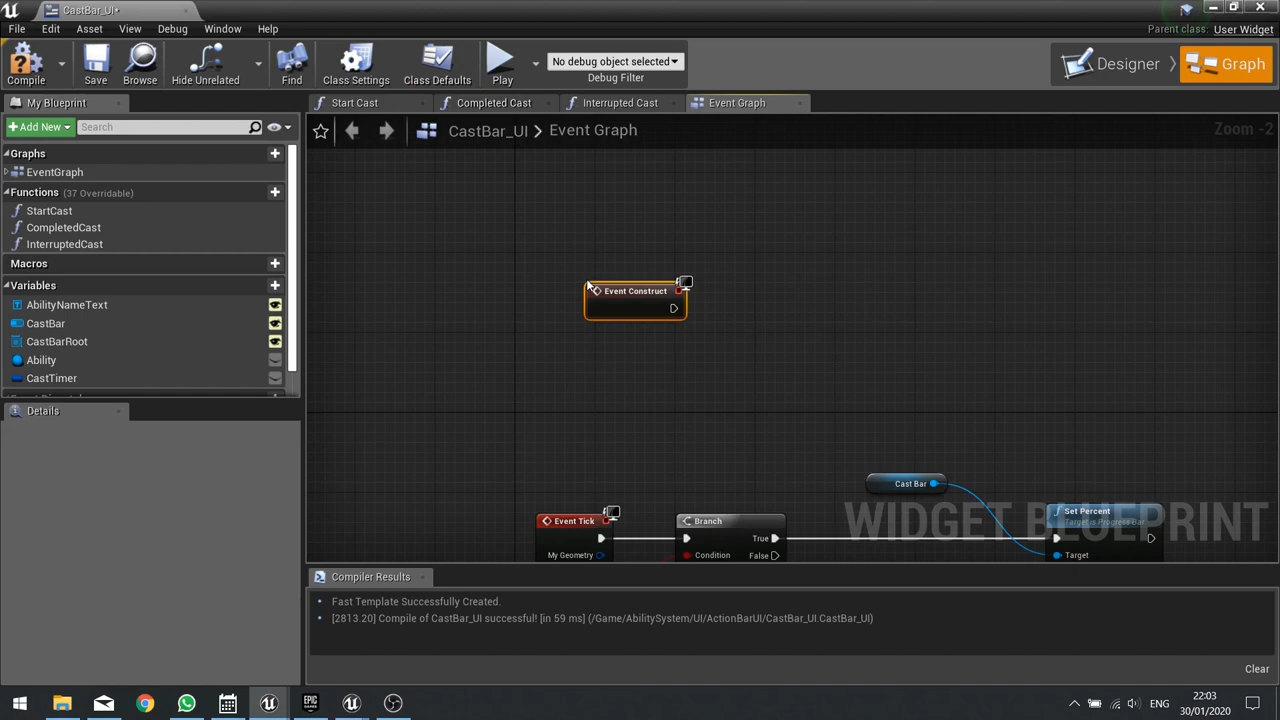 CastBar_UI*
File Edit Asset View Debug Window Help
Parent class: User Widget
Compile Save Browse Hide Unrelated Find Class Settings Class Defaults Play
No debug object selected
Debug Filter
Designer Graph
My Blueprint
Start Cast Completed Cast Interrupted Cast Event Graph
Add New Search
CastBar_UI > Event Graph
Zoom -2
Graphs
EventGraph
Functions (37 Overridable)
StartCast
CompletedCast
InterruptedCast
Macros
Variables
AbilityNameText
CastBar
CastBarRoot
Ability
CastTimer
Details
Event Construct
Cast Bar
Event Tick
My Geometry
Branch
True
Condition
False
Set Percent
Target is Progress Bar
Target
WIDGET BLUEPRINT
Compiler Results
Fast Template Successfully Created.
[2813.20] Compile of CastBar_UI successful! [in 59 ms] (/Game/AbilitySystem/UI/ActionBarUI/CastBar_UI.CastBar_UI)
Clear
ENG
22:03
30/01/2020